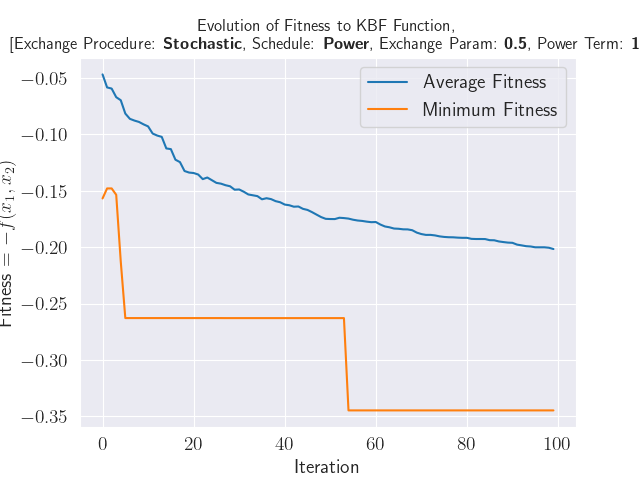 Evolution of Fitness to KBF Function,
[Exchange Procedure: Stochastic, Schedule: Power, Exchange Param: 0.5, Power Term: 1
Average Fitness
Minimum Fitness
Fitness = −f(x₁, x₂)
−0.05
−0.10
−0.15
−0.20
−0.25
−0.30
−0.35
0 20 40 60 80 100
Iteration